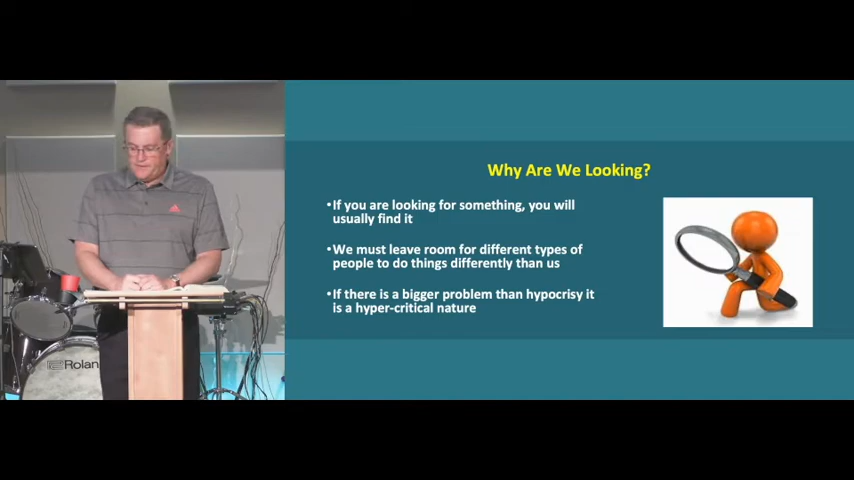 Why Are We Looking?
•If you are looking for something, you will
usually find it
•We must leave room for different types of
people to do things differently than us
•If there is a bigger problem than hypocrisy it
is a hyper-critical nature
Rolan